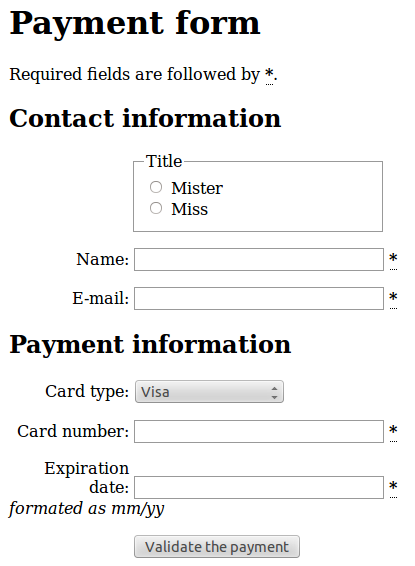 Payment form
Required fields are followed by *.
Contact information
Title
Mister
Miss
Name: *
E-mail: *
Payment information
Card type: Visa
Card number: *
Expiration
date: *
formated as mm/yy
Validate the payment